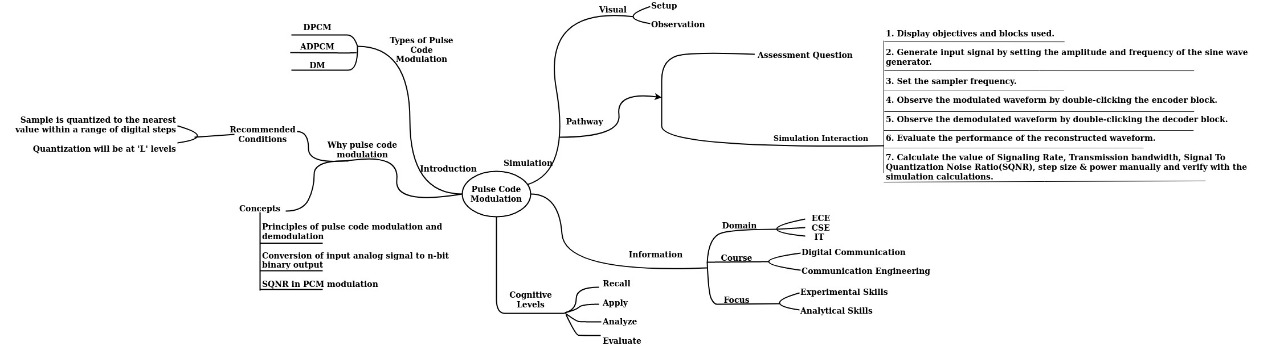 Visual
Setup
Observation
DPCM
ADPCM
DM
Types of Pulse
Code
Modulation
Assessment Question
1. Display objectives and blocks used.
2. Generate input signal by setting the amplitude and frequency of the sine wave
generator.
3. Set the sampler frequency.
4. Observe the modulated waveform by double-clicking the encoder block.
5. Observe the demodulated waveform by double-clicking the decoder block.
6. Evaluate the performance of the reconstructed waveform.
7. Calculate the value of Signaling Rate, Transmission bandwidth, Signal To
Quantization Noise Ratio(SQNR), step size & power manually and verify with the
simulation calculations.
Pathway
Simulation Interaction
Sample is quantized to the nearest
value within a range of digital steps
Quantization will be at 'L' levels
Recommended
Conditions
Why pulse code
modulation
Introduction
Simulation
Pulse Code
Modulation
Concepts
Principles of pulse code modulation and
demodulation
Conversion of input analog signal to n-bit
binary output
SQNR in PCM modulation
Information
Domain
ECE
CSE
IT
Course
Digital Communication
Communication Engineering
Focus
Experimental Skills
Analytical Skills
Cognitive
Levels
Recall
Apply
Analyze
Evaluate